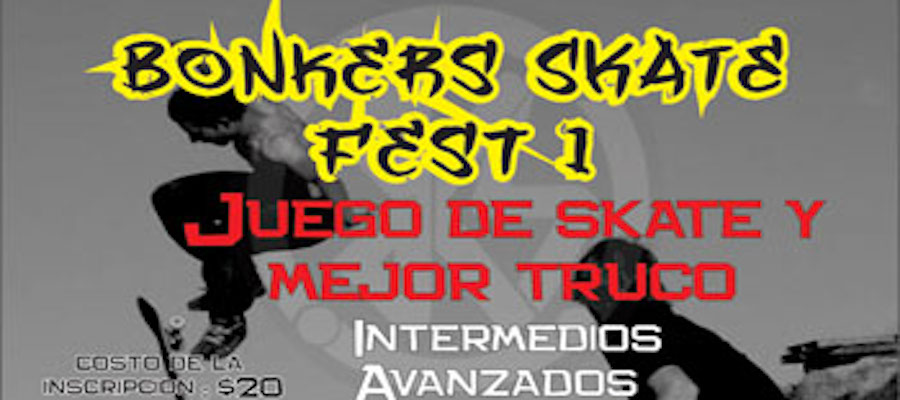 BONKERS SKATE
FEST 1
JUEGO DE SKATE Y
MEJOR TRUCO
INTERMEDIOS
AVANZADOS
COSTO DE LA
INSCRIPCION : $20